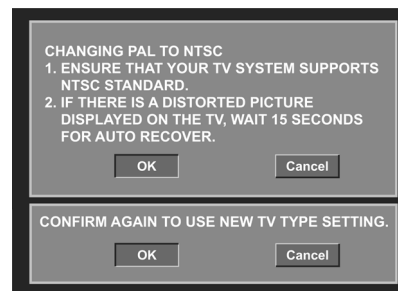 CHANGING PAL TO NTSC
1. ENSURE THAT YOUR TV SYSTEM SUPPORTS
NTSC STANDARD.
2. IF THERE IS A DISTORTED PICTURE
DISPLAYED ON THE TV, WAIT 15 SECONDS
FOR AUTO RECOVER.
OK Cancel
CONFIRM AGAIN TO USE NEW TV TYPE SETTING.
OK Cancel